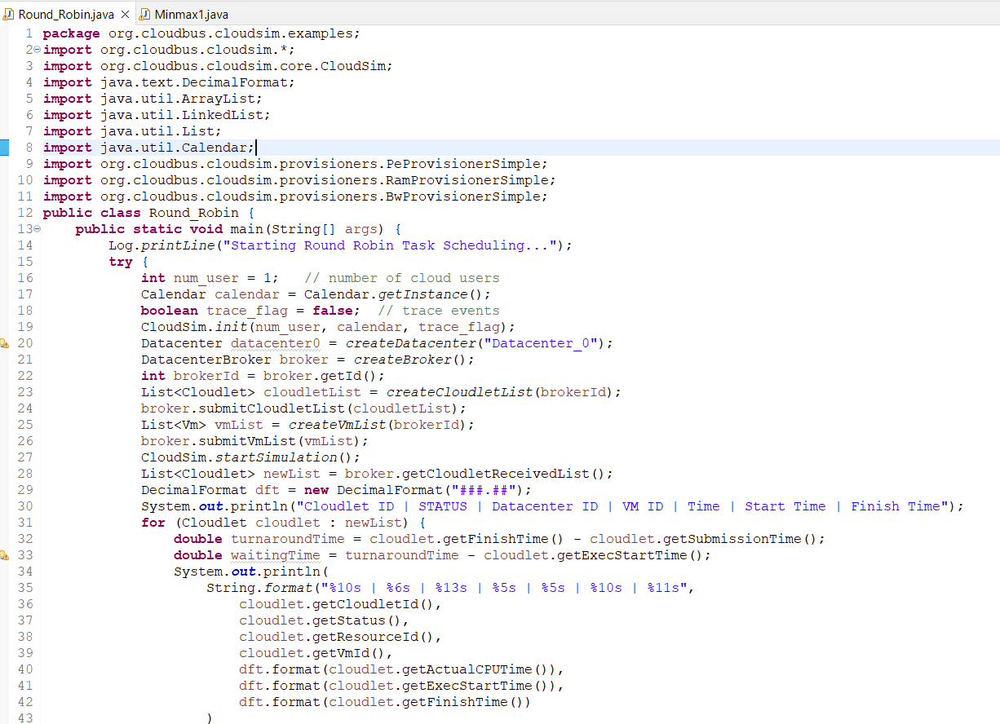 Round_Robin.java Minmax1.java
1 package org.cloudbus.cloudsim.examples;
2 import org.cloudbus.cloudsim.*;
3 import org.cloudbus.cloudsim.core.CloudSim;
4 import java.text.DecimalFormat;
5 import java.util.ArrayList;
6 import java.util.LinkedList;
7 import java.util.List;
8 import java.util.Calendar;
9 import org.cloudbus.cloudsim.provisioners.PeProvisionerSimple;
10 import org.cloudbus.cloudsim.provisioners.RamProvisionerSimple;
11 import org.cloudbus.cloudsim.provisioners.BwProvisionerSimple;
12 public class Round_Robin {
13     public static void main(String[] args) {
14         Log.printLine("Starting Round Robin Task Scheduling...");
15         try {
16             int num_user = 1;   // number of cloud users
17             Calendar calendar = Calendar.getInstance();
18             boolean trace_flag = false;  // trace events
19             CloudSim.init(num_user, calendar, trace_flag);
20             Datacenter datacenter0 = createDatacenter("Datacenter_0");
21             DatacenterBroker broker = createBroker();
22             int brokerId = broker.getId();
23             List<Cloudlet> cloudletList = createCloudletList(brokerId);
24             broker.submitCloudletList(cloudletList);
25             List<Vm> vmList = createVmList(brokerId);
26             broker.submitVmList(vmList);
27             CloudSim.startSimulation();
28             List<Cloudlet> newList = broker.getCloudletReceivedList();
29             DecimalFormat dft = new DecimalFormat("###.##");
30             System.out.println("Cloudlet ID | STATUS | Datacenter ID | VM ID | Time | Start Time | Finish Time");
31             for (Cloudlet cloudlet : newList) {
32                 double turnaroundTime = cloudlet.getFinishTime() - cloudlet.getSubmissionTime();
33                 double waitingTime = turnaroundTime - cloudlet.getExecStartTime();
34                 System.out.println(
35                     String.format("%10s | %6s | %13s | %5s | %5s | %10s | %11s",
36                         cloudlet.getCloudletId(),
37                         cloudlet.getStatus(),
38                         cloudlet.getResourceId(),
39                         cloudlet.getVmId(),
40                         dft.format(cloudlet.getActualCPUTime()),
41                         dft.format(cloudlet.getExecStartTime()),
42                         dft.format(cloudlet.getFinishTime())
43                     )